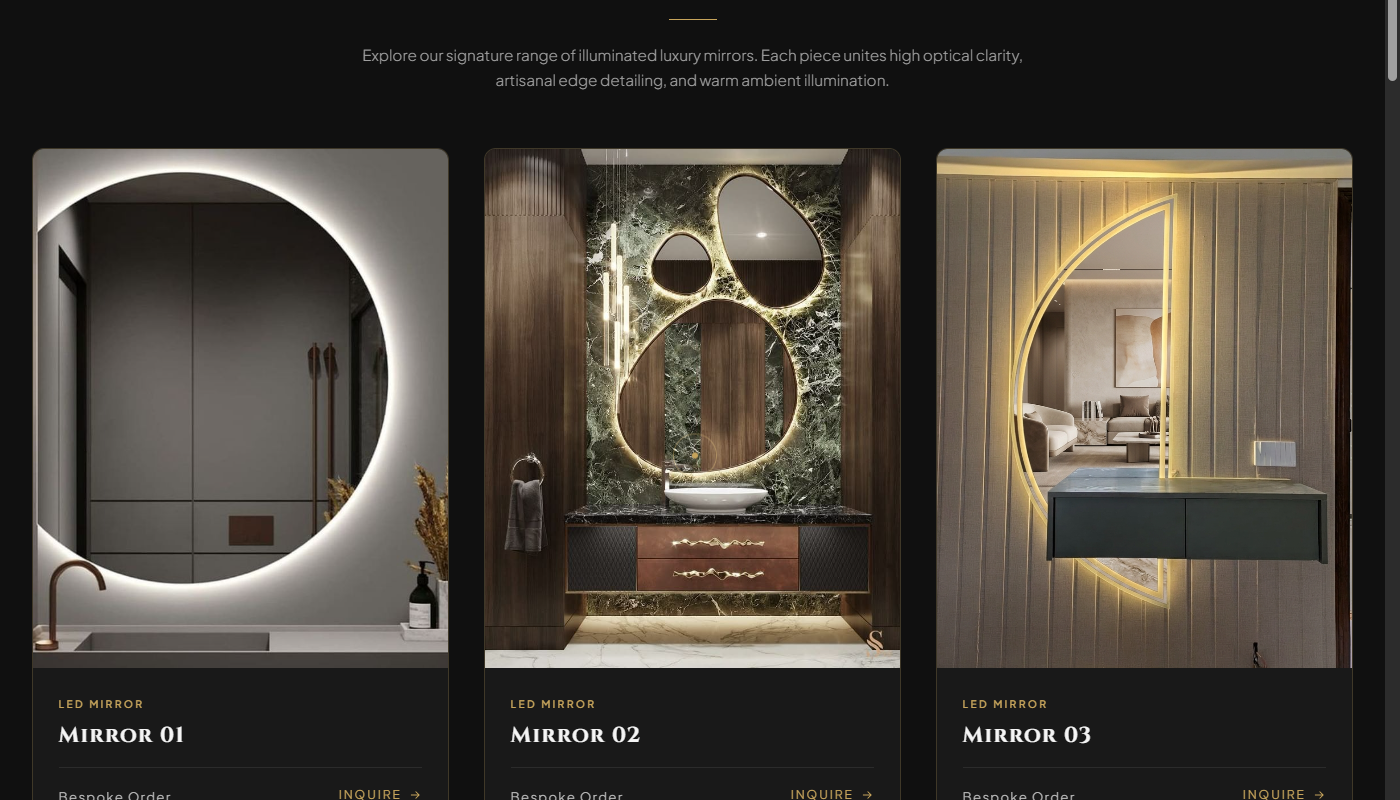 Explore our signature range of illuminated luxury mirrors. Each piece unites high optical clarity,
artisanal edge detailing, and warm ambient illumination.
LED MIRROR
Mirror 01
Bespoke Order
INQUIRE →
LED MIRROR
Mirror 02
Bespoke Order
INQUIRE →
LED MIRROR
Mirror 03
Bespoke Order
INQUIRE →